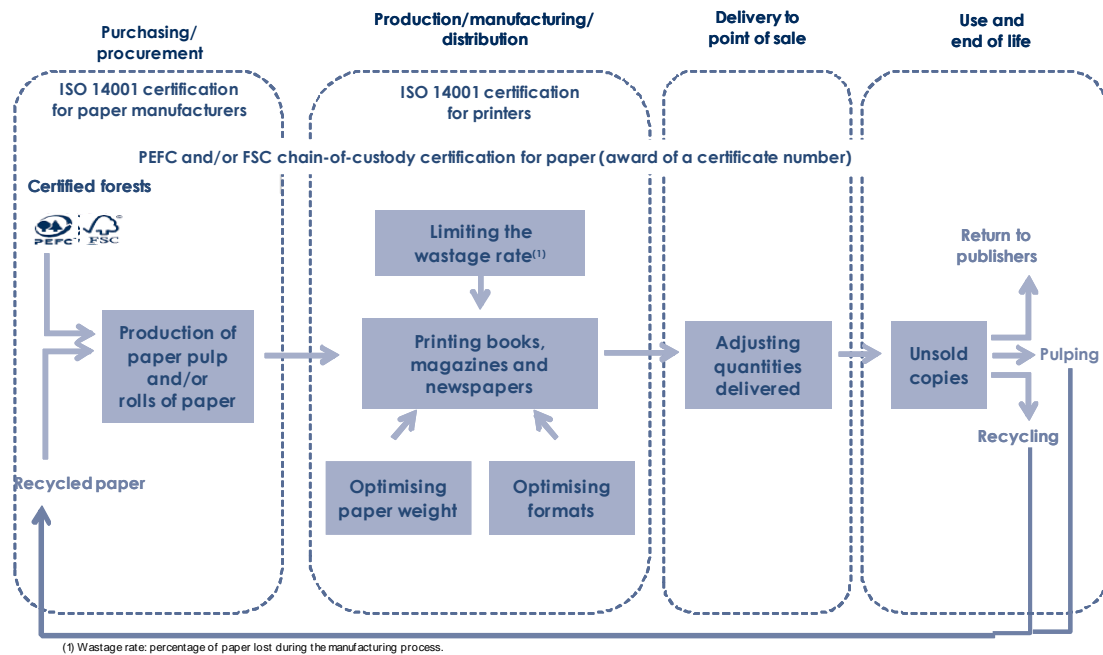 Purchasing/
procurement
Production/manufacturing/
distribution
Delivery to
point of sale
Use and
end of life
ISO 14001 certification
for paper manufacturers
ISO 14001 certification
for printers
PEFC and/or FSC chain-of-custody certification for paper (award of a certificate number)
Certified forests
PEFC
FSC
Limiting the
wastage rate(1)
Return to
publishers
Production of
paper pulp
and/or
rolls of paper
Printing books,
magazines and
newspapers
Adjusting
quantities
delivered
Unsold
copies
Pulping
Recycling
Recycled paper
Optimising
paper weight
Optimising
formats
(1) Wastage rate: percentage of paper lost during the manufacturing process.